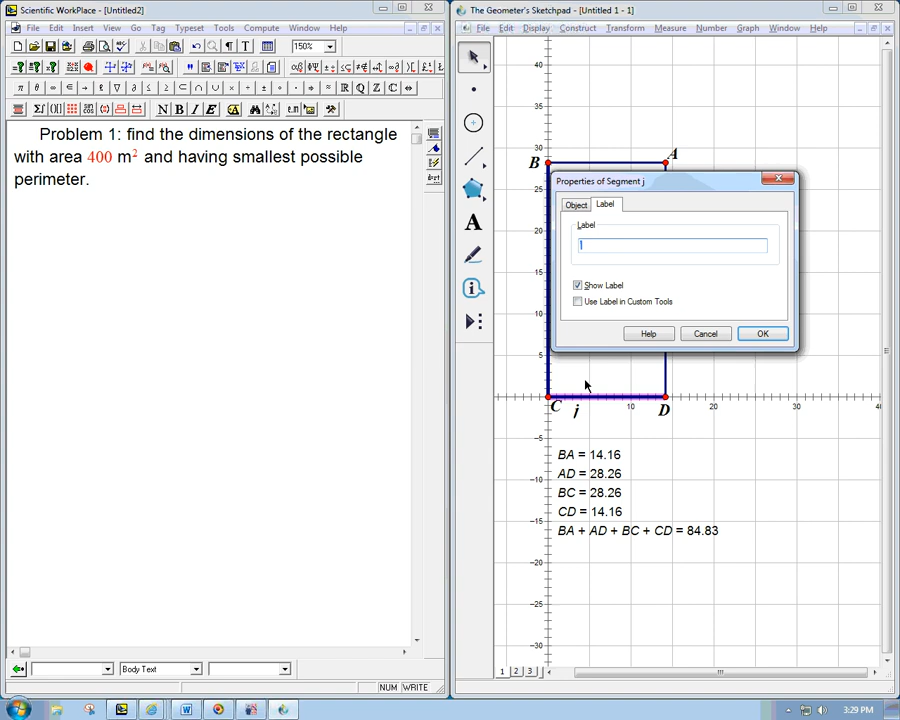 Scientific WorkPlace - [Untitled2]
File Edit View Insert Go Tag Typeset Tools Compute Window Help
150%
Problem 1: find the dimensions of the rectangle
with area 400 m²  and having smallest possible
perimeter.
Body Text
NUM WRITE
The Geometer's Sketchpad - [Untitled 1 - 1]
File Edit Display Construct Transform Measure Number Graph Window Help
40
35
30
B A
25
20
15
10
5
C j 10 D 20 30 40
-5
-10
-15
-20
-25
-30
Properties of Segment j
Object Label
Label
Show Label
Use Label in Custom Tools
Help Cancel OK
BA = 14.16
AD = 28.26
BC = 28.26
CD = 14.16
BA + AD + BC + CD = 84.83
1 2 3
3:29 PM